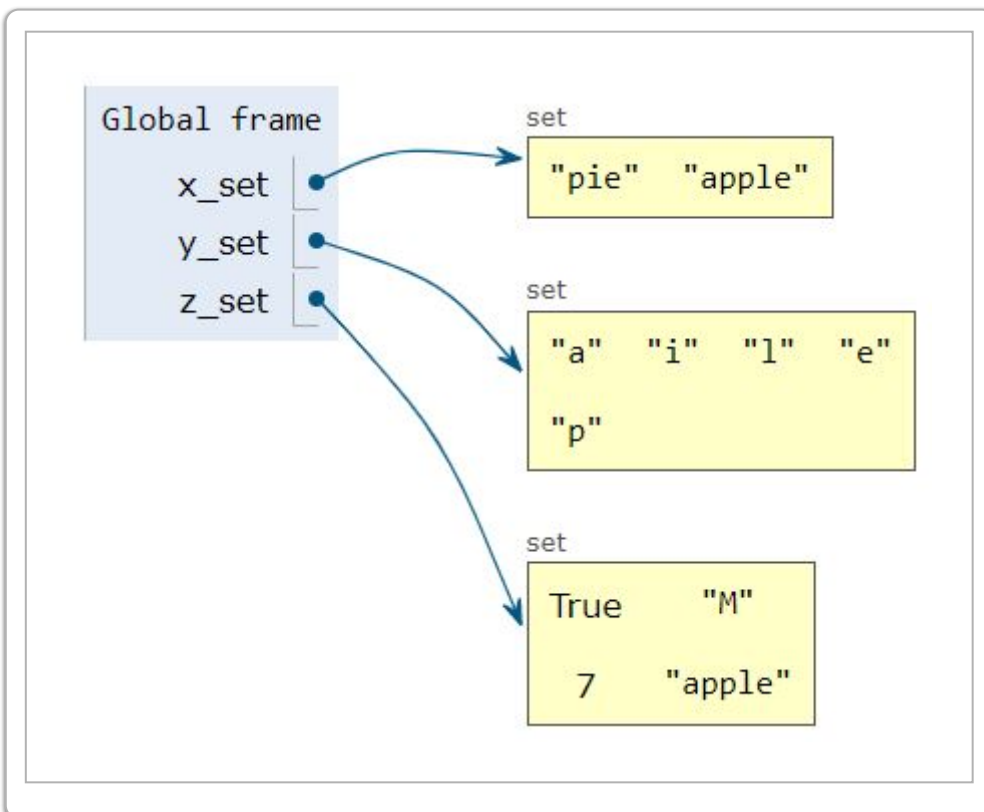 Global frame
x_set
y_set
z_set
set
"pie" "apple"
set
"a" "i" "l" "e"
"p"
set
True "M"
7 "apple"